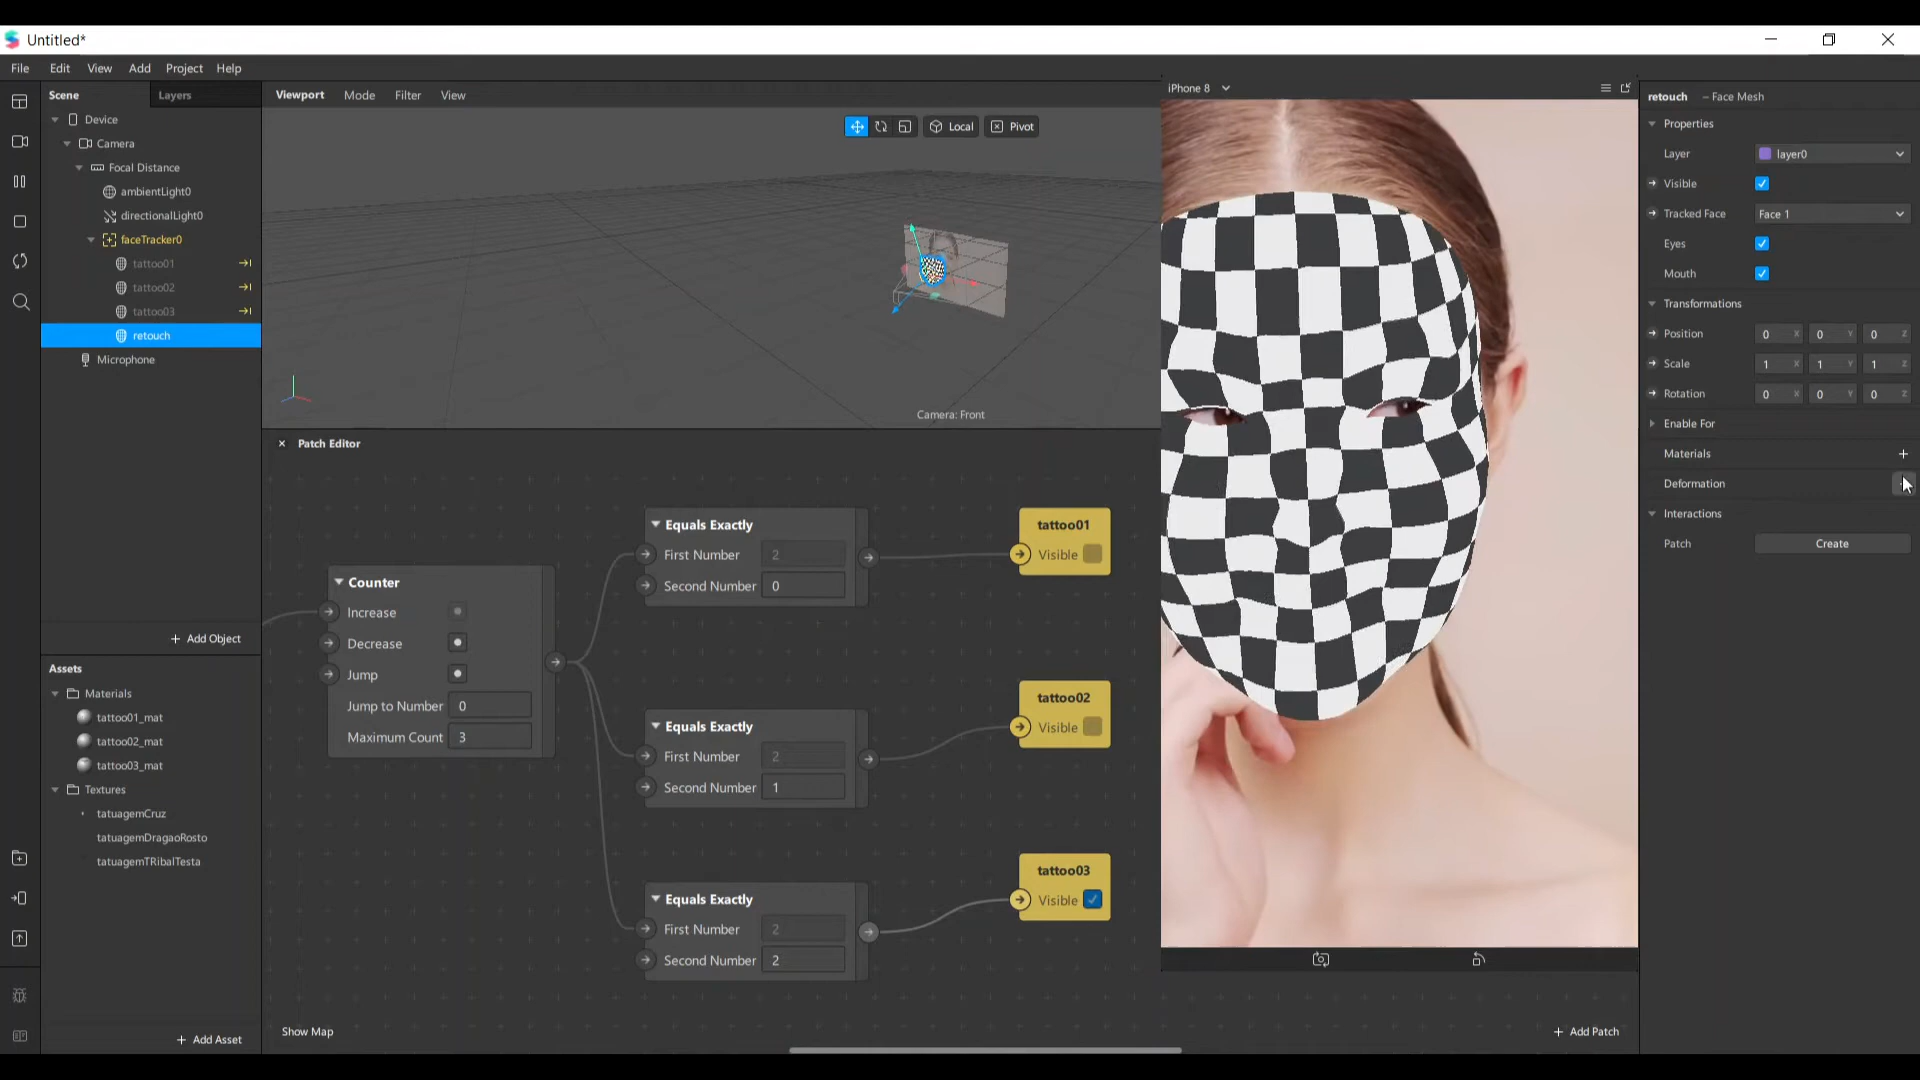 Untitled*
File Edit View Add Project Help
Scene Layers
Device
Camera
Focal Distance
ambientLight0
directionalLight0
faceTracker0
tattoo01
tattoo02
tattoo03
retouch
Microphone
+ Add Object
Assets
Materials
tattoo01_mat
tattoo02_mat
tattoo03_mat
Textures
tatuagemCruz
tatuagemDragaoRosto
tatuagemTRibalTesta
+ Add Asset
Viewport Mode Filter View
Local Pivot
Camera: Front
Patch Editor
Counter
Increase
Decrease
Jump
Jump to Number 0
Maximum Count 3
Equals Exactly
First Number 2
Second Number 0
Equals Exactly
First Number 2
Second Number 1
Equals Exactly
First Number 2
Second Number 2
tattoo01
Visible
tattoo02
Visible
tattoo03
Visible
Show Map
+ Add Patch
iPhone 8
retouch – Face Mesh
Properties
Layer layer0
Visible
Tracked Face Face 1
Eyes
Mouth
Transformations
Position 0 X 0 Y 0 Z
Scale 1 X 1 Y 1 Z
Rotation 0 X 0 Y 0 Z
Enable For
Materials +
Deformation
Interactions
Patch Create